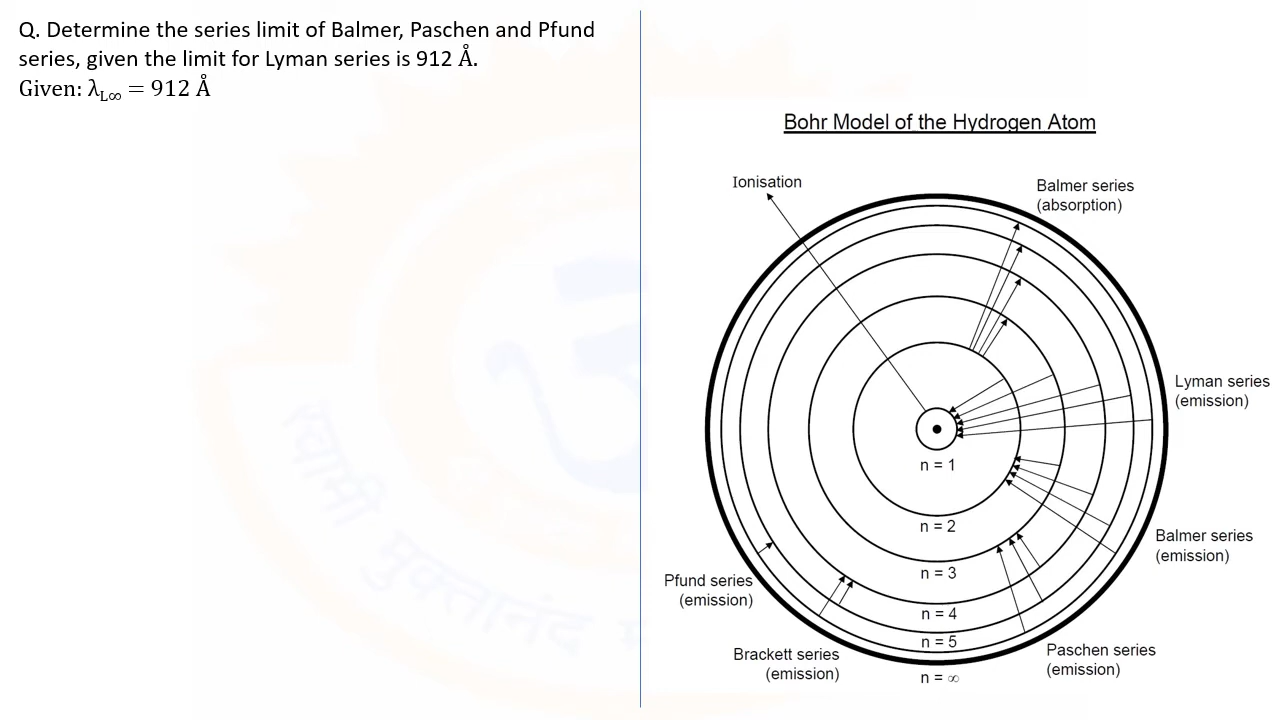 Q. Determine the series limit of Balmer, Paschen and Pfund
series, given the limit for Lyman series is 912 Å.
Given: λL∞ = 912 Å
Bohr Model of the Hydrogen Atom
Ionisation
Balmer series
(absorption)
Lyman series
(emission)
n = 1
n = 2
Balmer series
(emission)
n = 3
Pfund series
(emission)
n = 4
n = 5
Brackett series
(emission)
Paschen series
(emission)
n = ∞
स्वामी मुक्तानंद